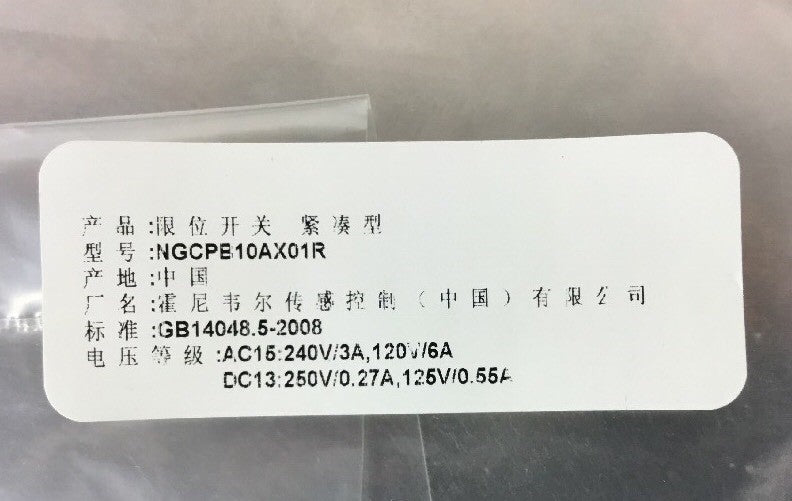 产品:限位开关 紧凑型
型号:NGCPB10AX01R
产地:中国
厂名:霍尼韦尔传感控制(中国)有限公司
标准:GB14048.5-2008
电压等级:AC15:240V/3A,120V/6A
DC13:250V/0.27A,125V/0.55A